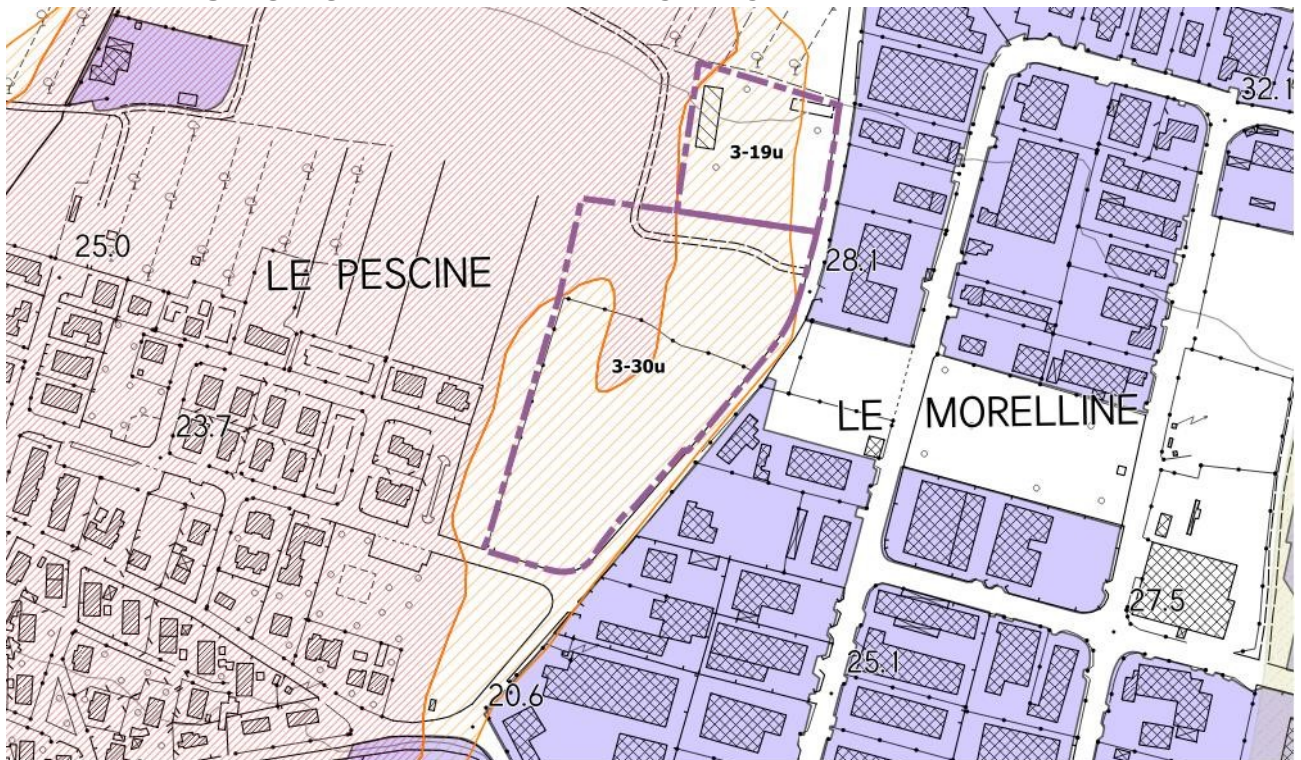 32.1
3-19u
25.0
LE PESCINE
28.1
3-30u
LE MORELLINE
23.7
27.5
25.1
20.6